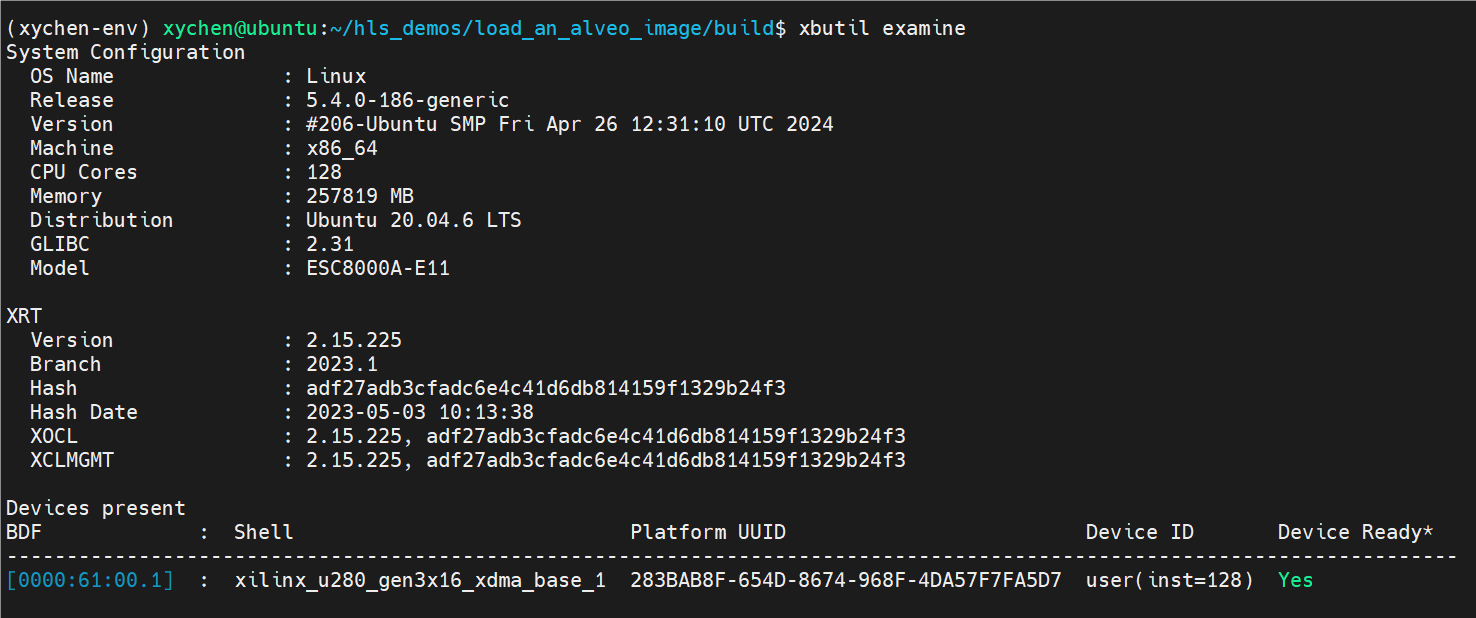 (xychen-env) xychen@ubuntu:~/hls_demos/load_an_alveo_image/build$ xbutil examine
System Configuration
  OS Name              : Linux
  Release              : 5.4.0-186-generic
  Version              : #206-Ubuntu SMP Fri Apr 26 12:31:10 UTC 2024
  Machine              : x86_64
  CPU Cores            : 128
  Memory               : 257819 MB
  Distribution         : Ubuntu 20.04.6 LTS
  GLIBC                : 2.31
  Model                : ESC8000A-E11

XRT
  Version              : 2.15.225
  Branch               : 2023.1
  Hash                 : adf27adb3cfadc6e4c41d6db814159f1329b24f3
  Hash Date            : 2023-05-03 10:13:38
  XOCL                 : 2.15.225, adf27adb3cfadc6e4c41d6db814159f1329b24f3
  XCLMGMT              : 2.15.225, adf27adb3cfadc6e4c41d6db814159f1329b24f3

Devices present
BDF             :  Shell                            Platform UUID                         Device ID       Device Ready*
-------------------------------------------------------------------------------------------------------------------------
[0000:61:00.1]  :  xilinx_u280_gen3x16_xdma_base_1  283BAB8F-654D-8674-968F-4DA57F7FA5D7  user(inst=128)  Yes